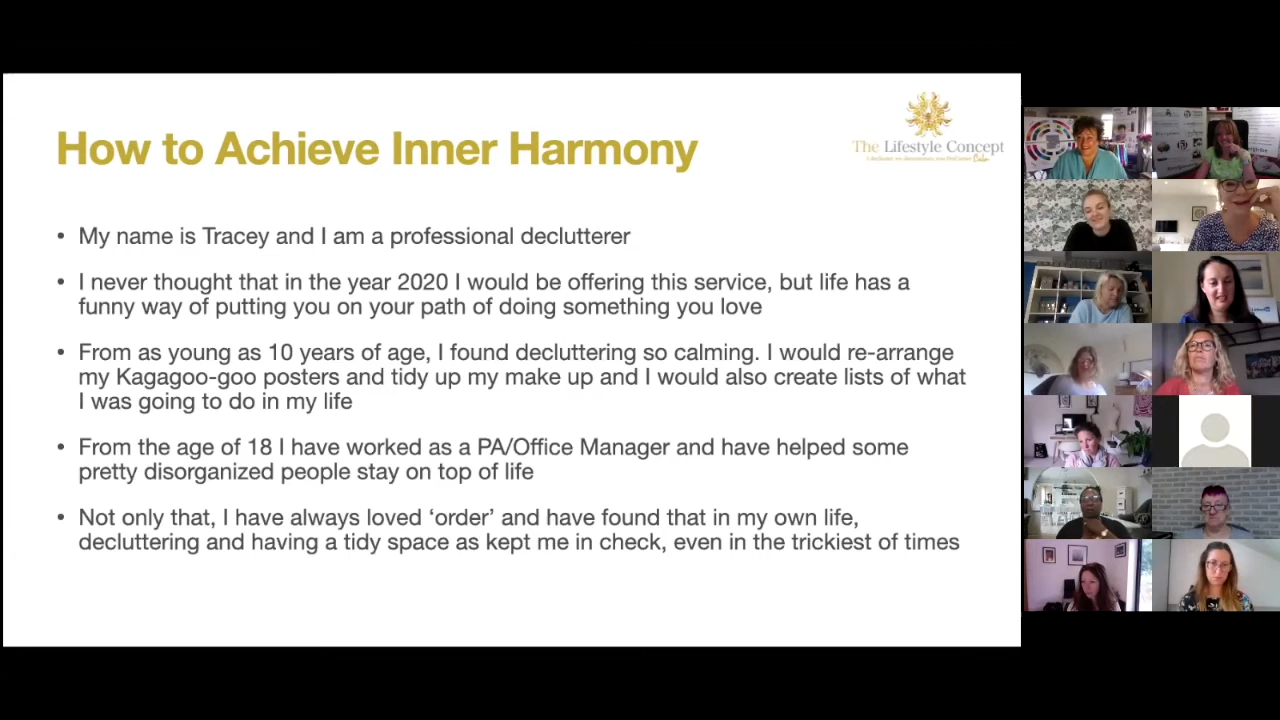 How to Achieve Inner Harmony
The Lifestyle Concept
• My name is Tracey and I am a professional declutterer
• I never thought that in the year 2020 I would be offering this service, but life has a
funny way of putting you on your path of doing something you love
• From as young as 10 years of age, I found decluttering so calming. I would re-arrange
my Kagagoo-goo posters and tidy up my make up and I would also create lists of what
I was going to do in my life
• From the age of 18 I have worked as a PA/Office Manager and have helped some
pretty disorganized people stay on top of life
• Not only that, I have always loved ‘order’ and have found that in my own life,
decluttering and having a tidy space as kept me in check, even in the trickiest of times